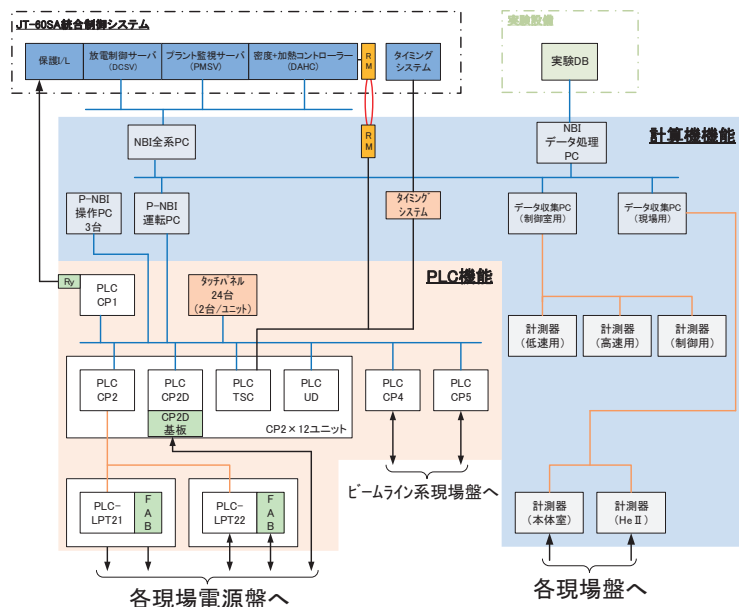 JT-60SA統合制御システム
実験設備
保護I/L
放電制御サーバ
(DCSV)
プラント監視サーバ
(PMSV)
密度+加熱コントローラー
(DAHC)
R
M
タイミング
システム
実験DB
NBI全系PC
R
M
NBI
データ処理
PC
計算機機能
P-NBI
操作PC
3台
P-NBI
運転PC
タイミング
システム
データ収集PC
(制御室用)
データ収集PC
(現場用)
Ry
PLC
CP1
タッチパネル
24台
(2台/ユニット)
PLC機能
計測器
(低速用)
計測器
(高速用)
計測器
(制御用)
PLC
CP2
PLC
CP2D
PLC
TSC
PLC
UD
PLC
CP4
PLC
CP5
CP2D
基板
CP2×12ユニット
ビームライン系現場盤へ
PLC-
LPT21
F
A
B
PLC-
LPT22
F
A
B
計測器
(本体室)
計測器
(HeⅡ)
各現場電源盤へ
各現場盤へ